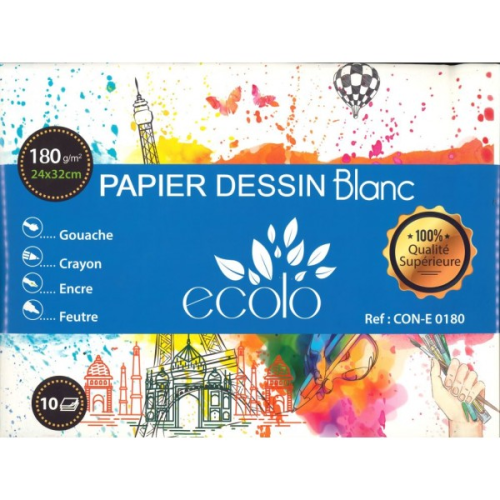 180 g/m²
24x32cm
PAPIER DESSIN Blanc
..... Gouache
..... Crayon
..... Encre
..... Feutre
ecolo
100%
Qualité
Supérieure
Ref : CON-E 0180
10